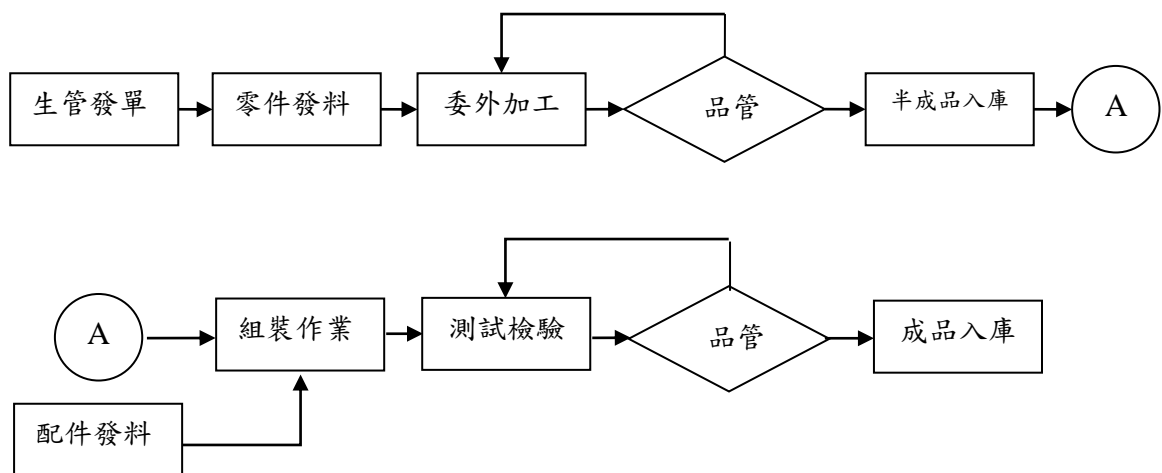 生管發單
零件發料
委外加工
品管
半成品入庫
A
A
組裝作業
測試檢驗
品管
成品入庫
配件發料